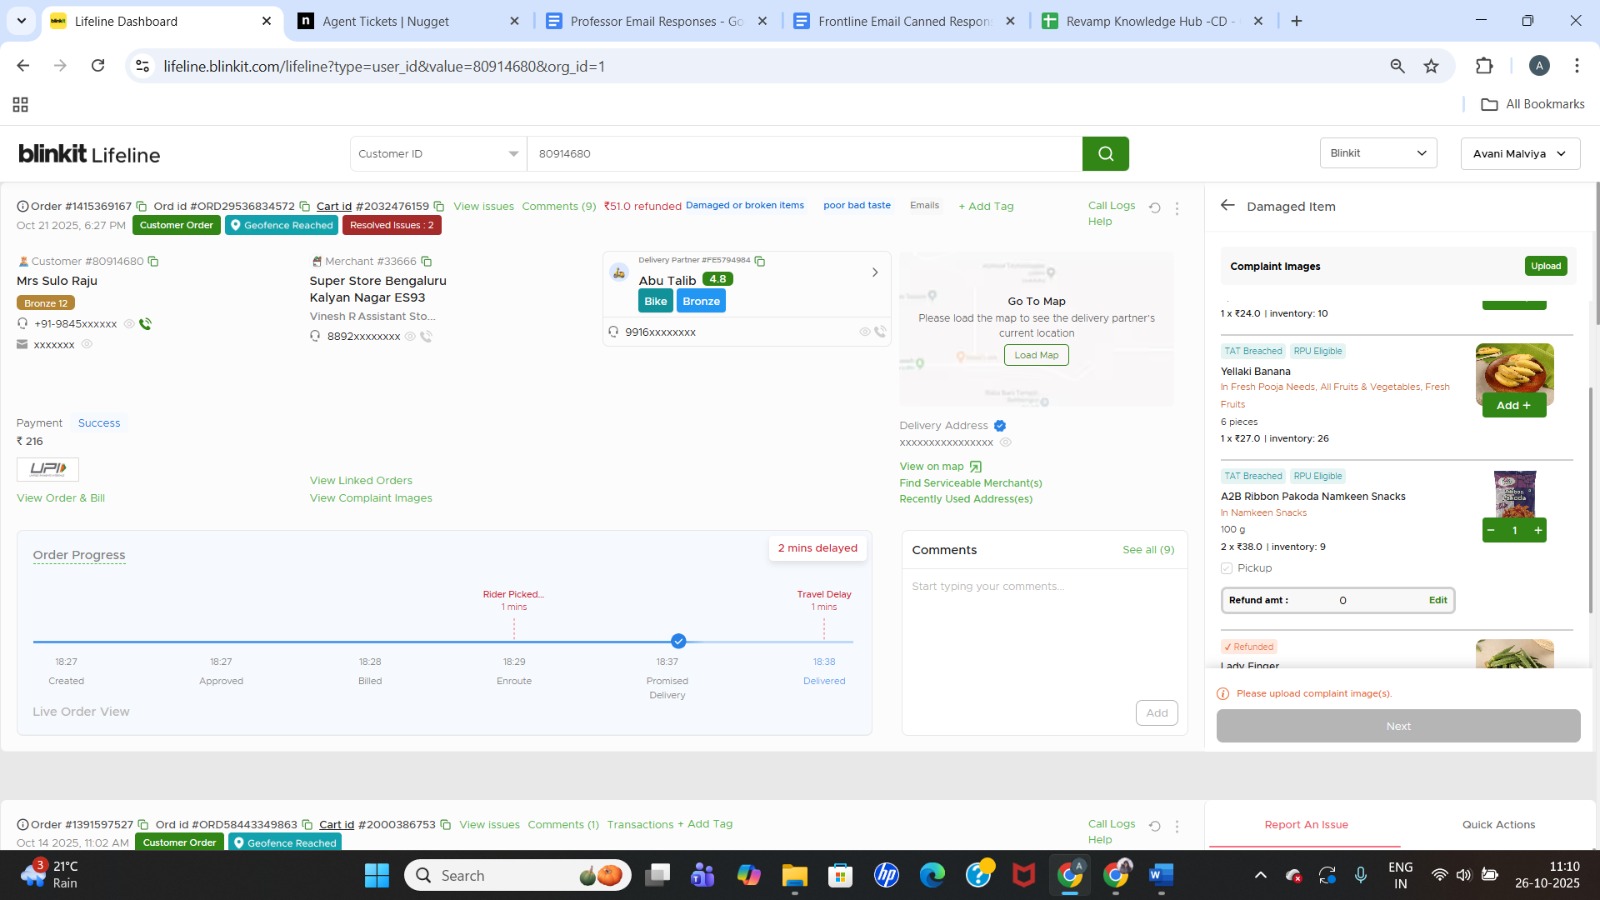 Lifeline Dashboard
Agent Tickets | Nugget
Professor Email Responses - Go
Frontline Email Canned Respon
Revamp Knowledge Hub -CD -
lifeline.blinkit.com/lifeline?type=user_id&value=80914680&org_id=1
A
All Bookmarks
blinkit Lifeline
Customer ID
80914680
Blinkit
Avani Malviya
Order #1415369167 Ord id #ORD29536834572 Cart id #2032476159 View issues Comments (9) ₹51.0 refunded Damaged or broken items poor bad taste Emails + Add Tag
Call Logs
Help
Oct 21 2025, 6:27 PM Customer Order Geofence Reached Resolved Issues : 2
Customer #80914680
Mrs Sulo Raju
Bronze 12
+91-9845xxxxxx
xxxxxxx
Merchant #33666
Super Store Bengaluru
Kalyan Nagar ES93
Vinesh R Assistant Sto...
8892xxxxxxxx
Delivery Partner #FE5794984
Abu Talib 4.8
Bike Bronze
9916xxxxxxxx
Go To Map
Please load the map to see the delivery partner's
current location
Load Map
Payment Success
₹ 216
UPI
View Order & Bill
View Linked Orders
View Complaint Images
Delivery Address
xxxxxxxxxxxxxxxx
View on map
Find Serviceable Merchant(s)
Recently Used Address(es)
Order Progress
2 mins delayed
Rider Picked...
1 mins
Travel Delay
1 mins
18:27
Created
18:27
Approved
18:28
Billed
18:29
Enroute
18:37
Promised
Delivery
18:38
Delivered
Live Order View
Comments
See all (9)
Start typing your comments...
Add
Damaged Item
Complaint Images
Upload
1 x ₹24.0 | inventory: 10
TAT Breached RPU Eligible
Yellaki Banana
In Fresh Pooja Needs, All Fruits & Vegetables, Fresh
Fruits
6 pieces
1 x ₹27.0 | inventory: 26
Add +
TAT Breached RPU Eligible
A2B Ribbon Pakoda Namkeen Snacks
In Namkeen Snacks
100 g
2 x ₹38.0 | inventory: 9
− 1 +
Pickup
Refund amt : 0 Edit
✓ Refunded
Lady Finger
Please upload complaint image(s).
Next
Order #1391597527 Ord id #ORD58443349863 Cart id #2000386753 View issues Comments (1) Transactions + Add Tag
Call Logs
Help
Oct 14 2025, 11:02 AM Customer Order Geofence Reached
Report An Issue
Quick Actions
3
21°C
Rain
Search
ENG
IN
11:10
26-10-2025